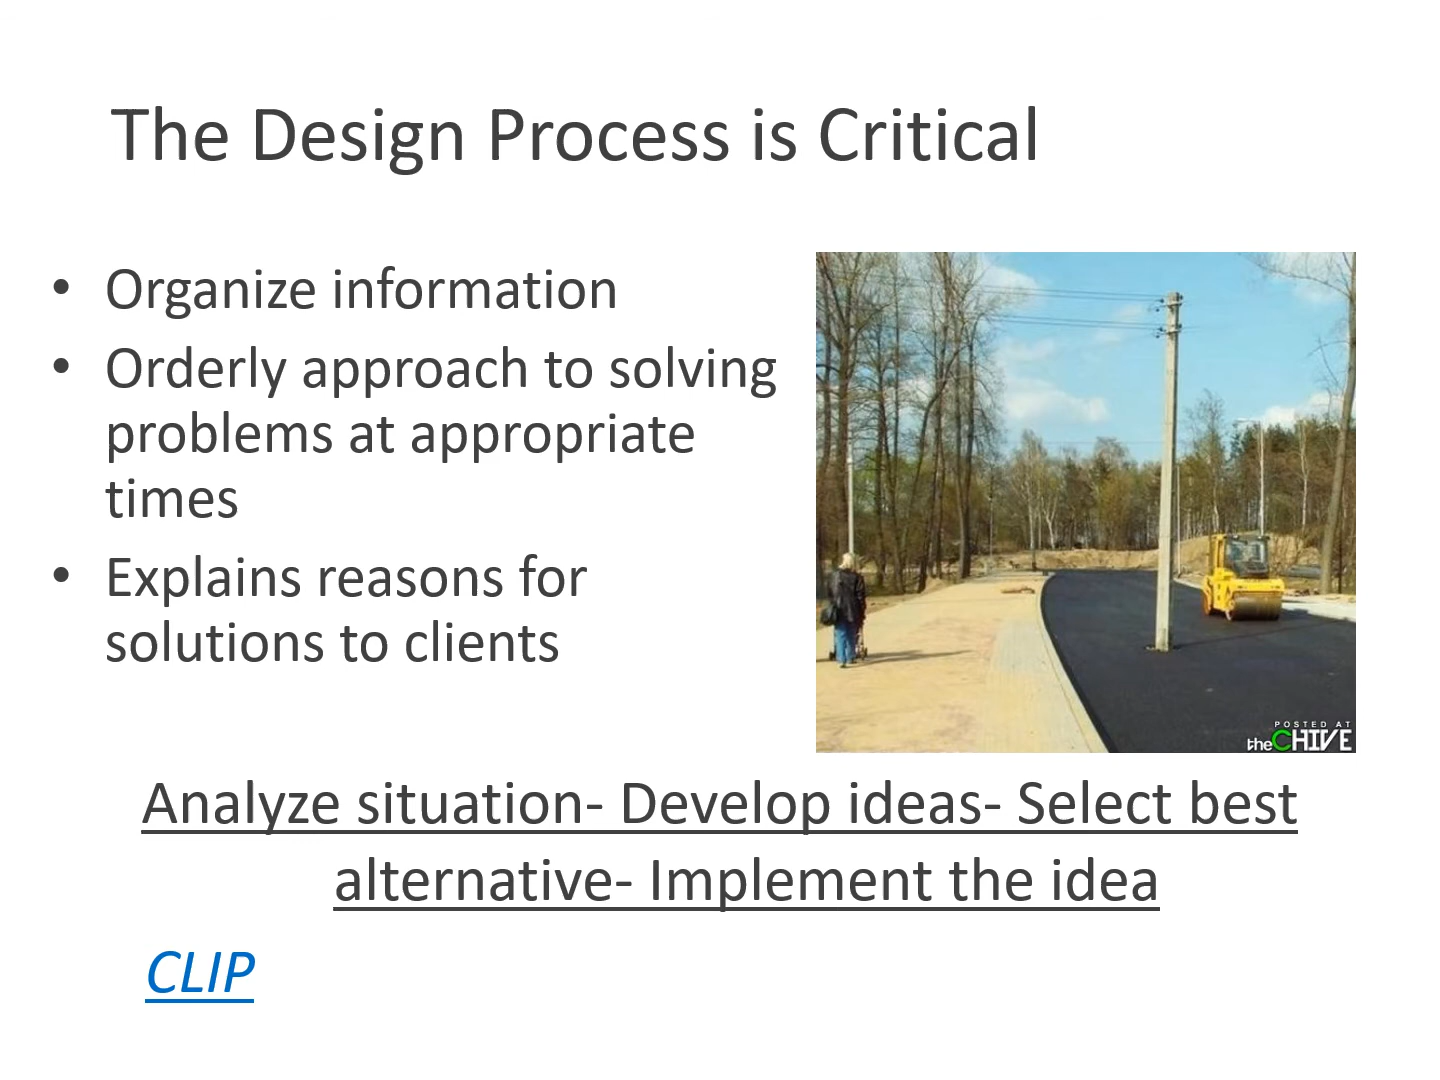 The Design Process is Critical
• Organize information
• Orderly approach to solving
problems at appropriate
times
• Explains reasons for
solutions to clients
POSTED AT
theCHIVE
Analyze situation- Develop ideas- Select best
alternative- Implement the idea
CLIP